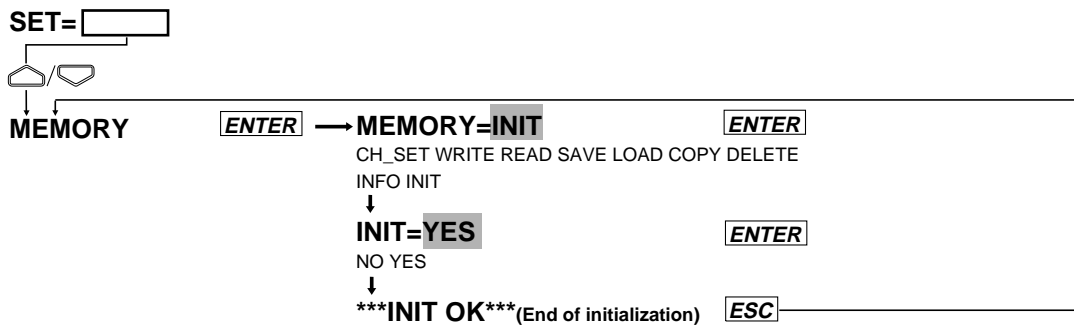 SET=
/
MEMORY ENTER MEMORY=INIT ENTER
CH_SET WRITE READ SAVE LOAD COPY DELETE
INFO INIT
INIT=YES ENTER
NO YES
***INIT OK***(End of initialization) ESC